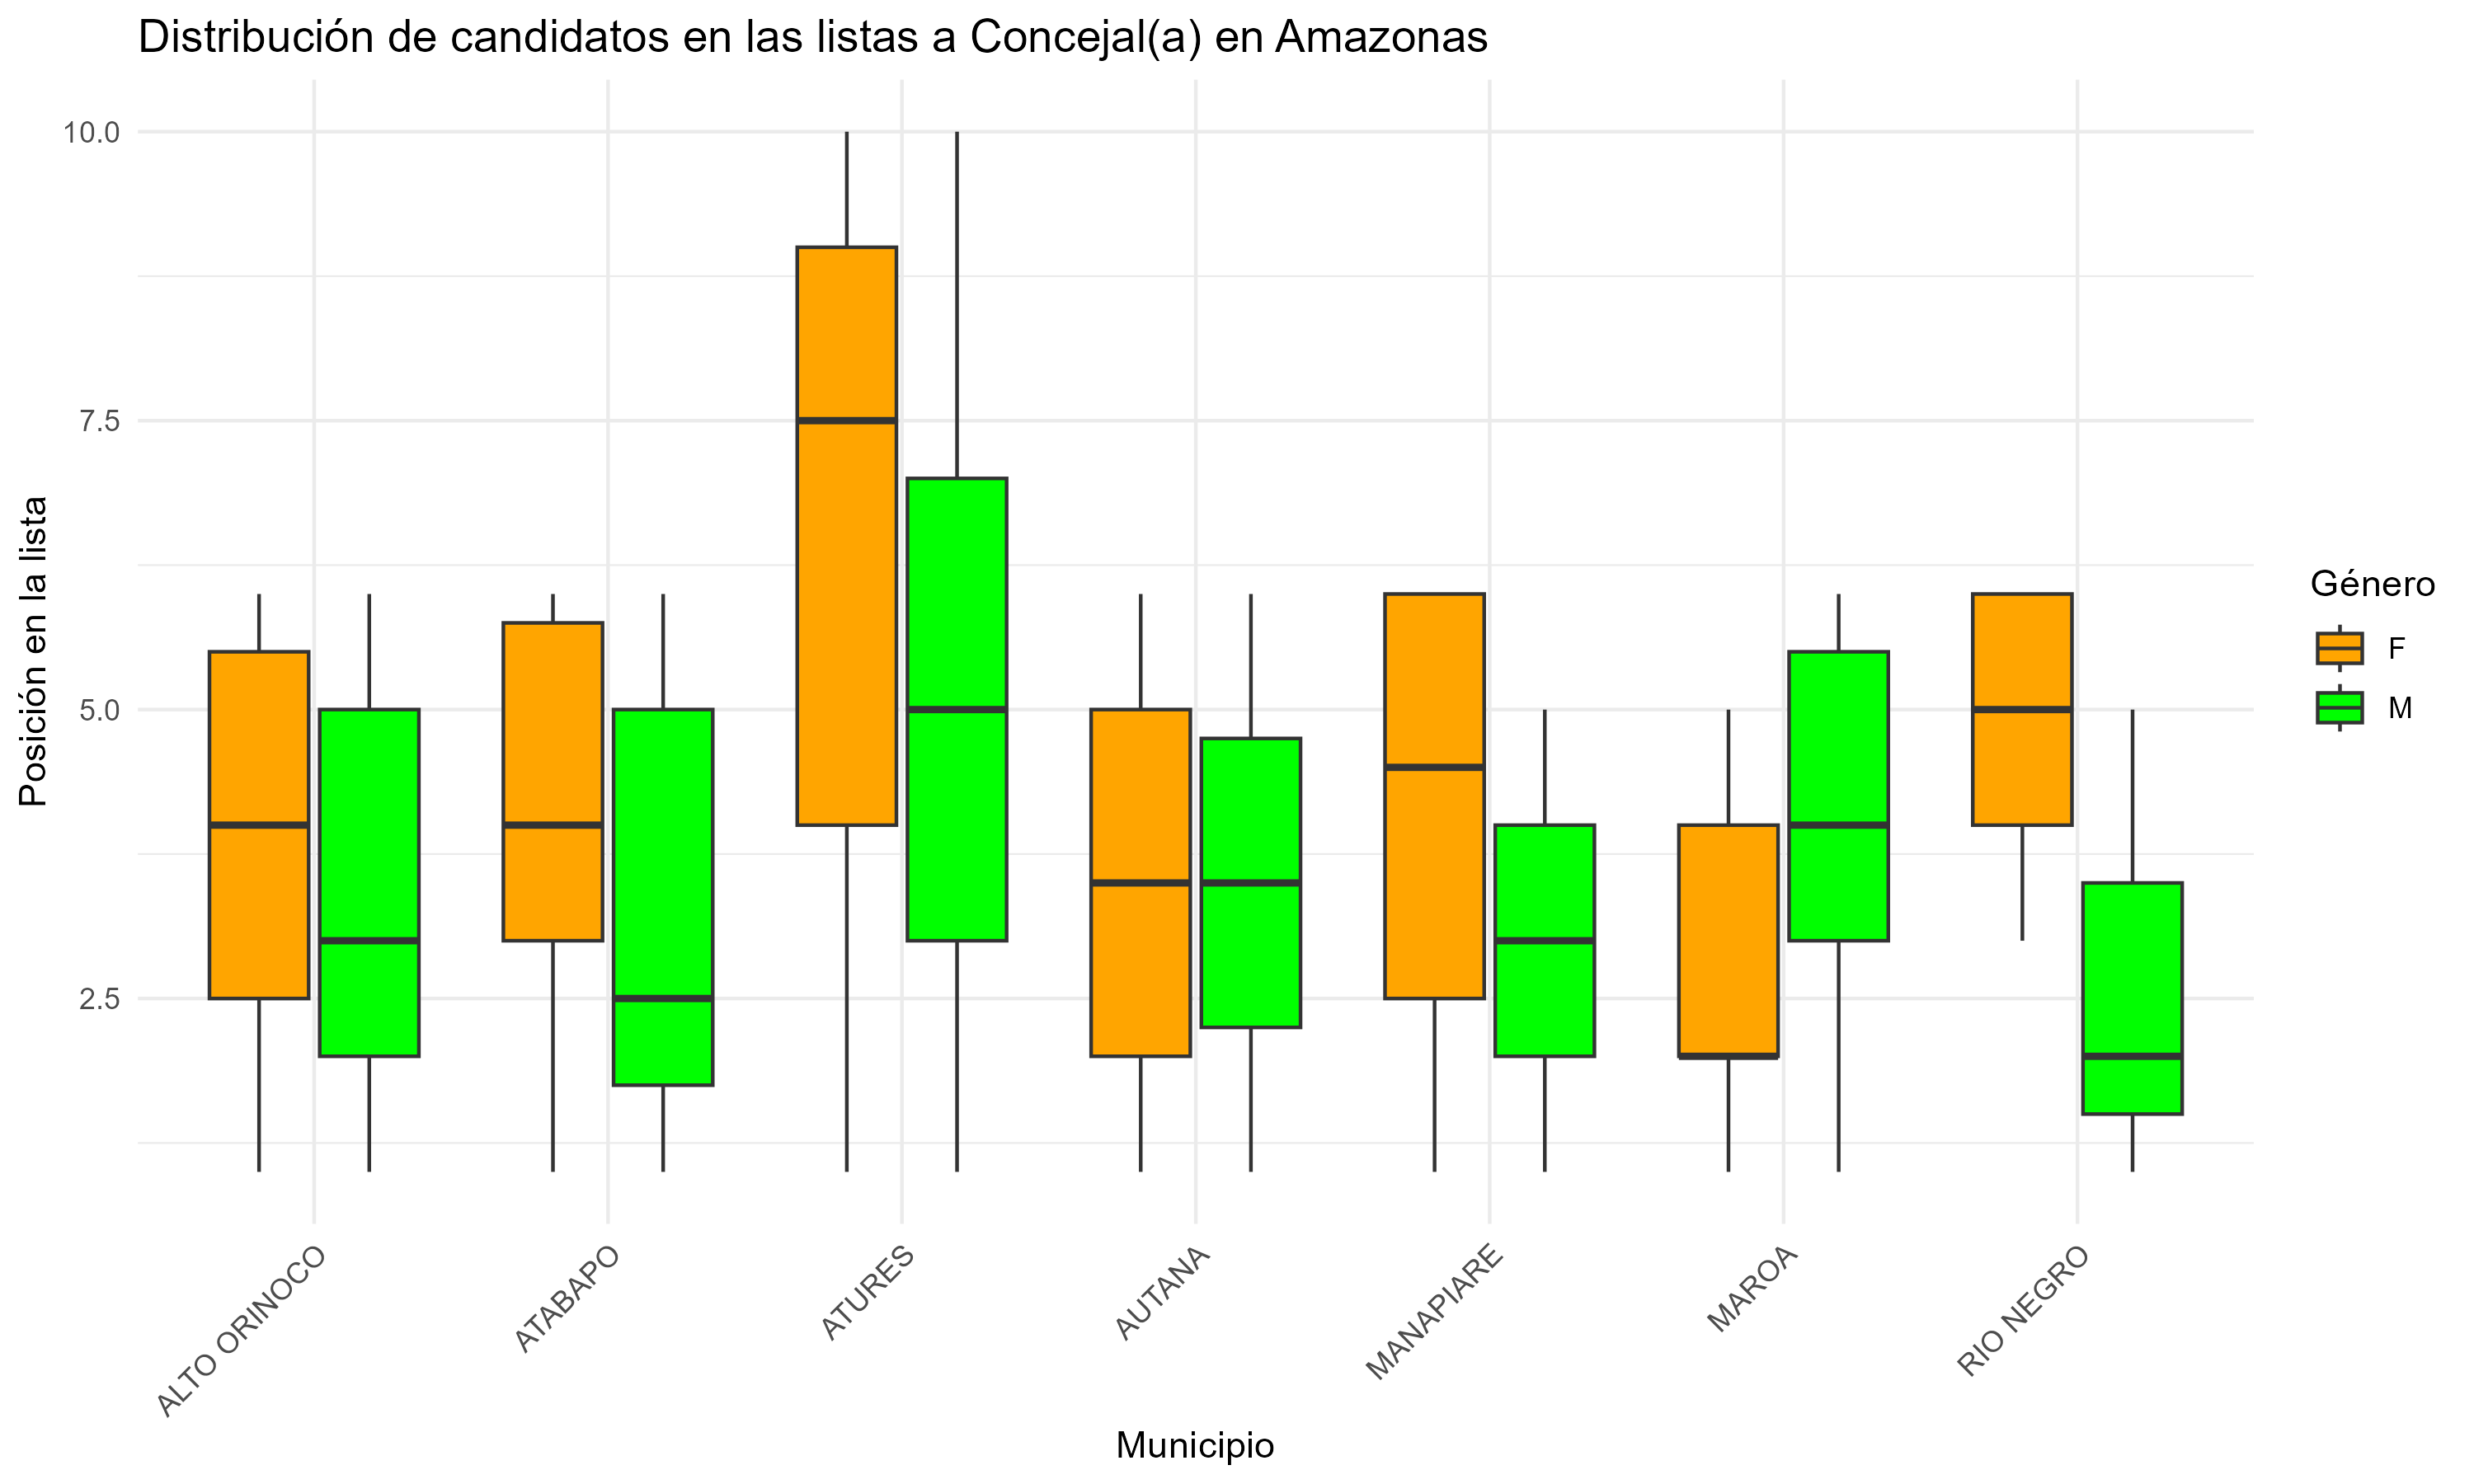 Distribución de candidatos en las listas a Concejal(a) en Amazonas
Posición en la lista
10.0
7.5
5.0
2.5
ALTO ORINOCO
ATABAPO
ATURES
AUTANA
MANAPIARE
MAROA
RIO NEGRO
Municipio
Género
F
M